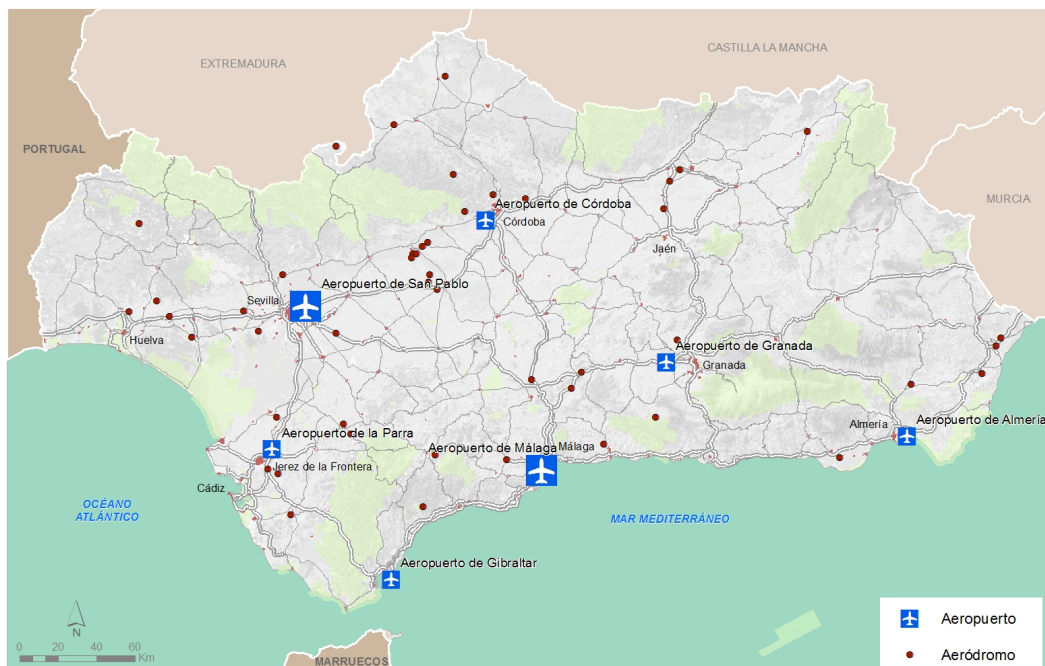 CASTILLA LA MANCHA
EXTREMADURA
PORTUGAL
MURCIA
Aeropuerto de Córdoba
Córdoba
Jaén
Aeropuerto de San Pablo
Sevilla
Huelva
Aeropuerto de Granada
Granada
Aeropuerto de Almería
Almería
Aeropuerto de la Parra
Aeropuerto de Málaga
Málaga
Jerez de la Frontera
Cádiz
OCÉANO
ATLÁNTICO
MAR MEDITERRÁNEO
Aeropuerto de Gibraltar
N
0 20 40 60
Km
MARRUECOS
Aeropuerto
Aeródromo